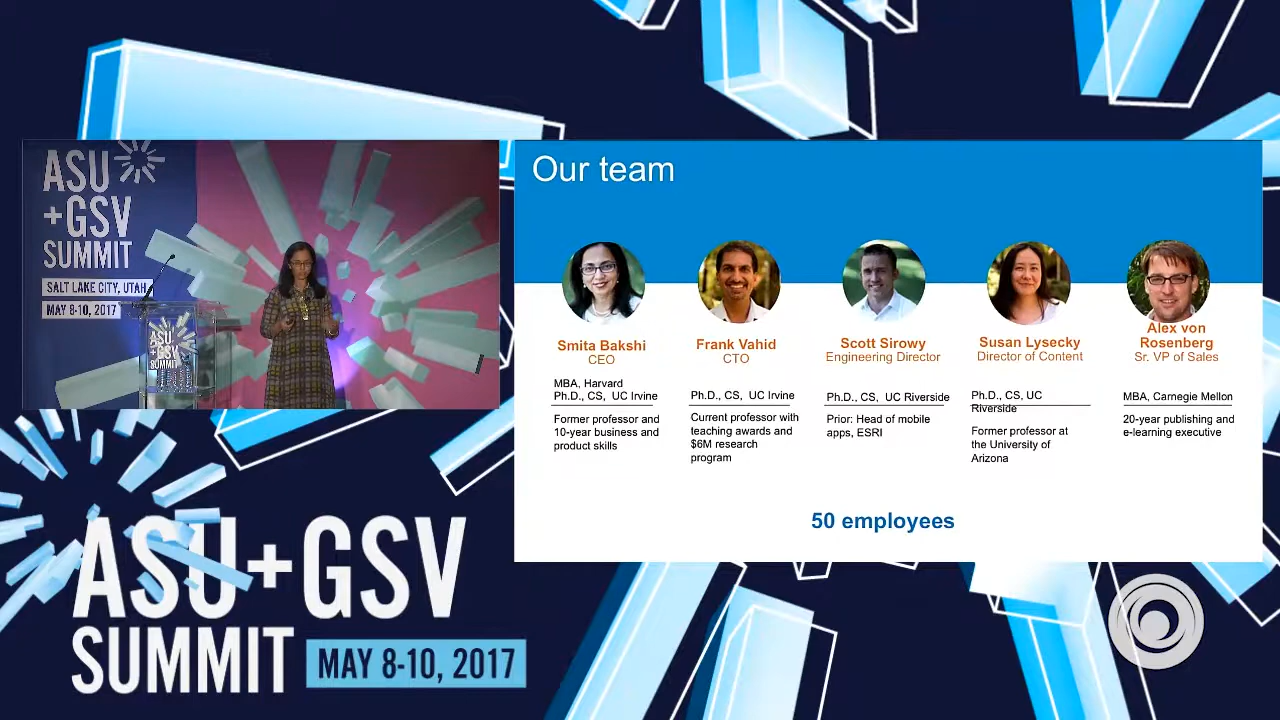 ASU
+GSV
SUMMIT
SALT LAKE CITY, UTAH
MAY 8-10, 2017
ASU
+GSV
SUMMIT
Our team
Smita Bakshi
CEO
MBA, Harvard
Ph.D., CS, UC Irvine
Former professor and
10-year business and
product skills
Frank Vahid
CTO
Ph.D., CS, UC Irvine
Current professor with
teaching awards and
$6M research
program
Scott Sirowy
Engineering Director
Ph.D., CS, UC Riverside
Prior: Head of mobile
apps, ESRI
Susan Lysecky
Director of Content
Ph.D., CS, UC
Riverside
Former professor at
the University of
Arizona
Alex von
Rosenberg
Sr. VP of Sales
MBA, Carnegie Mellon
20-year publishing and
e-learning executive
50 employees
ASU+GSV
SUMMIT MAY 8-10, 2017